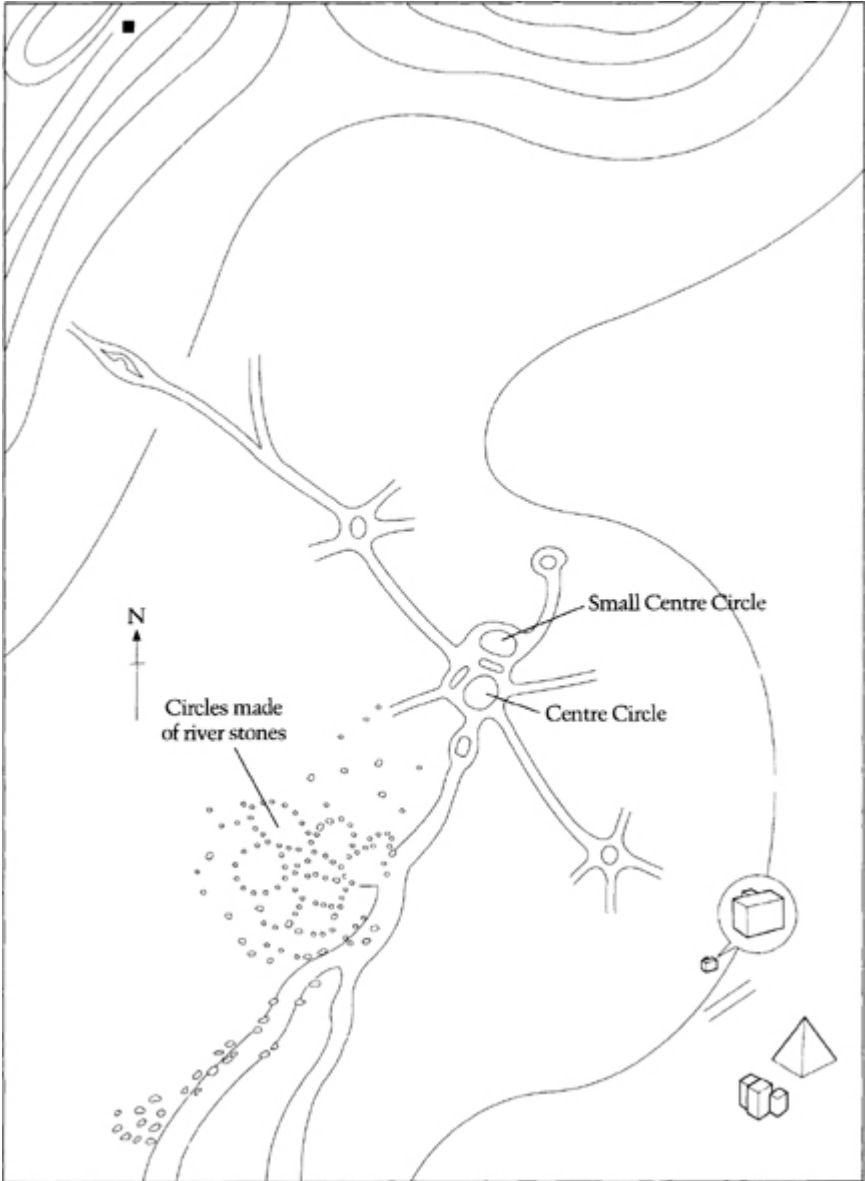 Small Centre Circle
N
Circles made
of river stones
Centre Circle